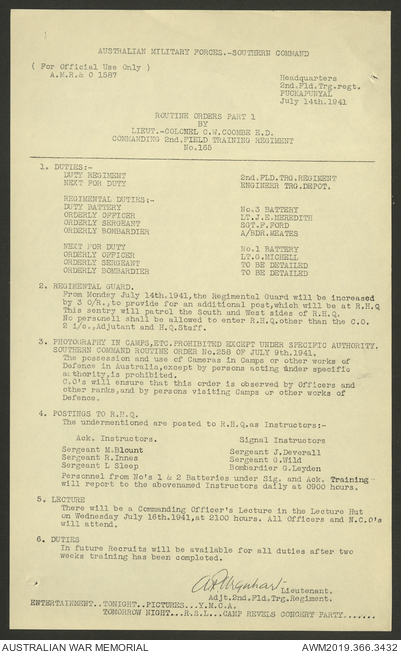 AUSTRALIAN MILITARY FORCES.-SOUTHERN COMMAND
( For Official Use Only )
A.M.R.& O 1587
Headquarters
2nd.Fld.Trg.regt.
PUCKAPUNYAL
July 14th.1941
ROUTINE ORDERS PART 1
BY
LIEUT.-COLONEL C.W.COOMBE E.D.
COMMANDING 2nd.FIELD TRAINING REGIMENT
No.165
1. DUTIES:-
DUTY REGIMENT 2nd.FLD.TRG.REGIMENT
NEXT FOR DUTY ENGINEER TRG.DEPOT.
REGIMENTAL DUTIES:-
DUTY BATTERY No.3 BATTERY
ORDERLY OFFICER LT.J.E.MEREDITH
ORDERLY SERGEANT SGT.F.FORD
ORDERLY BOMBARDIER A/BDR.MEATES
NEXT FOR DUTY No.1 BATTERY
ORDERLY OFFICER LT.G.MICHELL
ORDERLY SERGEANT TO BE DETAILED
ORDERLY BOMBARDIER TO BE DETAILED
2. REGIMENTAL GUARD.
From Monday July 14th.1941,the Regimental Guard will be increased
by 3 O/R.,to provide for an additional post,which will be at R.H.Q
This sentry will patrol the South and West sides of R.H.Q.
No personell shall be allowed to enter R.H.Q.other than the C.O.
2 i/c.,Adjutant and H.Q.Staff.
3. PHOTOGRAPHY IN CAMPS,ETC.PROHIBITED EXCEPT UNDER SPECIFIC AUTHORITY.
SOUTHERN COMMAND ROUTINE ORDER No.258 OF JULY 9th.1941.
The possession and use of Cameras in Camps or other works of
Defence in Australia,except by persons acting under specific
authority,is prohibited.
C.O's will ensure that this order is observed by Officers and
other ranks,and by persons visiting Camps or other works of
Defence.
4. POSTINGS TO R.H.Q.
The undermentioned are posted to R.H.Q.as Instructors:-
Ack. Instructors. Signal Instructors
Sergeant M.Blount Sergeant J.Deverall
Sergeant R.Innes Sergeant G.Wild
Sergeant L Sleep Bombardier G.Leyden
Personnel from No's 1 & 2 Batteries under Sig. and Ack. Training
will report to the abovenamed Instructors daily at 0900 hours.
5. LECTURE
There will be a Commanding Officer's Lecture in the Lecture Hut
on Wednesday July 16th.1941,at 2100 hours. All Officers and N.C.O's
will attend.
6. DUTIES
In future Recruits will be available for all duties after two
weeks training has been completed.
Lieutenant.
Adjt.2nd.Fld.Trg.Regiment.
ENTERTAINMENT..TONIGHT..PICTURES...Y.M.C.A.
TOMORROW NIGHT...R.S.L...CAMP REVELS CONCERT PARTY.......
AUSTRALIAN WAR MEMORIAL AWM2019.366.3432